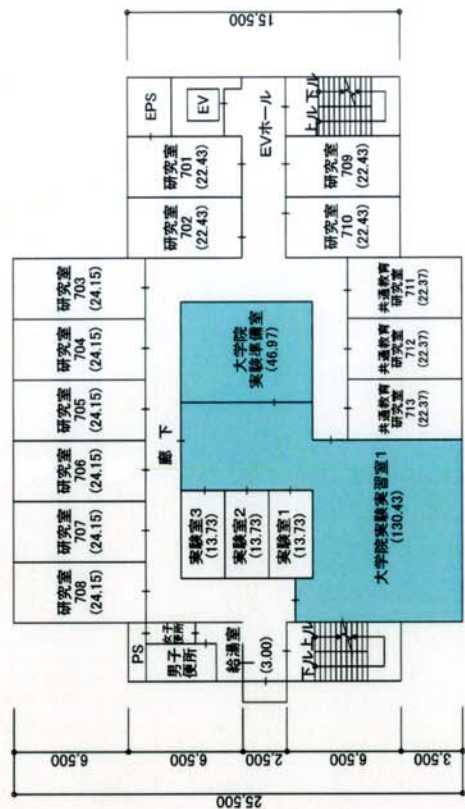 15,500
EPS
EV
EVホール
上ル
下ル
研究室
701
(22.43)
研究室
702
(22.43)
研究室
709
(22.43)
研究室
710
(22.43)
研究室
703
(24.15)
研究室
704
(24.15)
研究室
705
(24.15)
研究室
706
(24.15)
研究室
707
(24.15)
研究室
708
(24.15)
廊 下
大学院
実験準備室
(46.97)
共通教育
研究室
711
(22.37)
共通教育
研究室
712
(22.37)
共通教育
研究室
713
(22.37)
実験室3
(13.73)
実験室2
(13.73)
実験室1
(13.73)
大学院実験実習室1
(130.43)
PS
女子
便所
男子
便所
給湯室
(3.00)
下ル
上ル
6,500
6,500
2,500
6,500
3,500
25,500